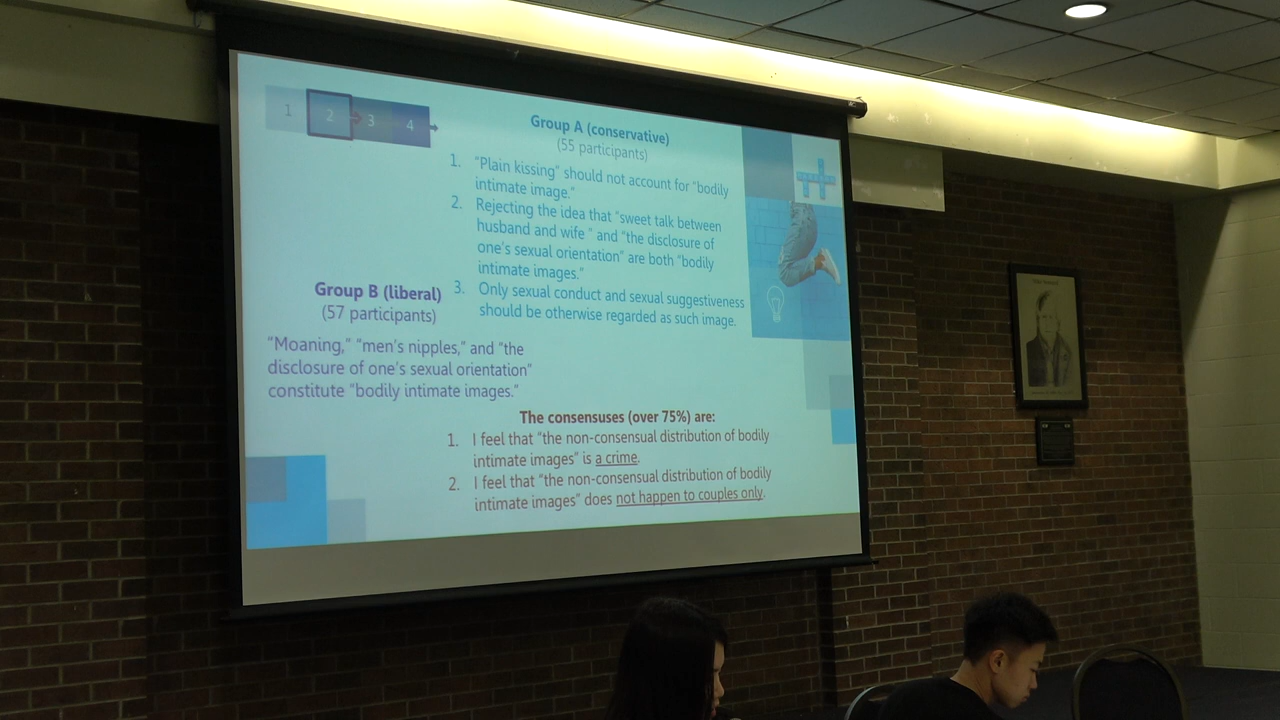 1 2 3 4
Group A (conservative)
(55 participants)
1. "Plain kissing" should not account for "bodily
intimate image."
2. Rejecting the idea that "sweet talk between
husband and wife " and "the disclosure of
one's sexual orientation" are both "bodily
intimate images."
3. Only sexual conduct and sexual suggestiveness
should be otherwise regarded as such image.
Group B (liberal)
(57 participants)
"Moaning," "men's nipples," and "the
disclosure of one's sexual orientation"
constitute "bodily intimate images."
The consensuses (over 75%) are:
1. I feel that "the non-consensual distribution of bodily
intimate images" is a crime.
2. I feel that "the non-consensual distribution of bodily
intimate images" does not happen to couples only.